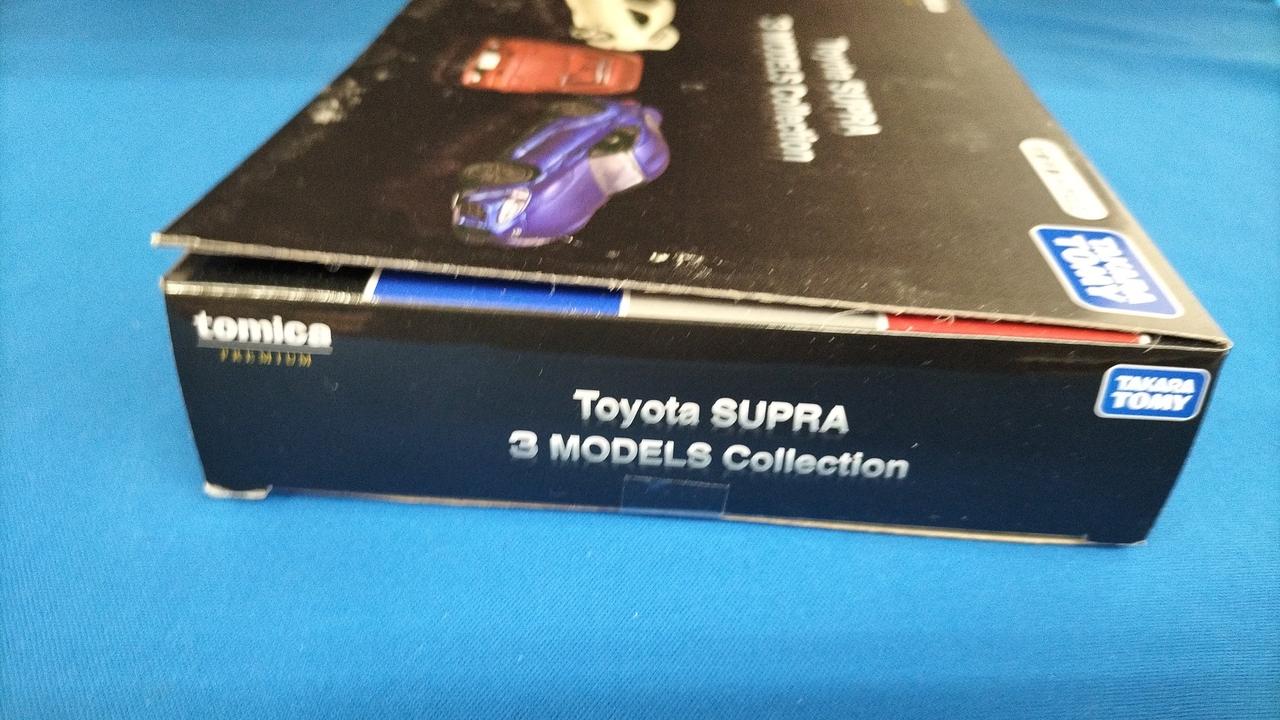 Toyota SUPRA
3 MODELS Collection
TAKARA
TOMY
tomica
PREMIUM
Toyota SUPRA
3 MODELS Collection
TAKARA
TOMY